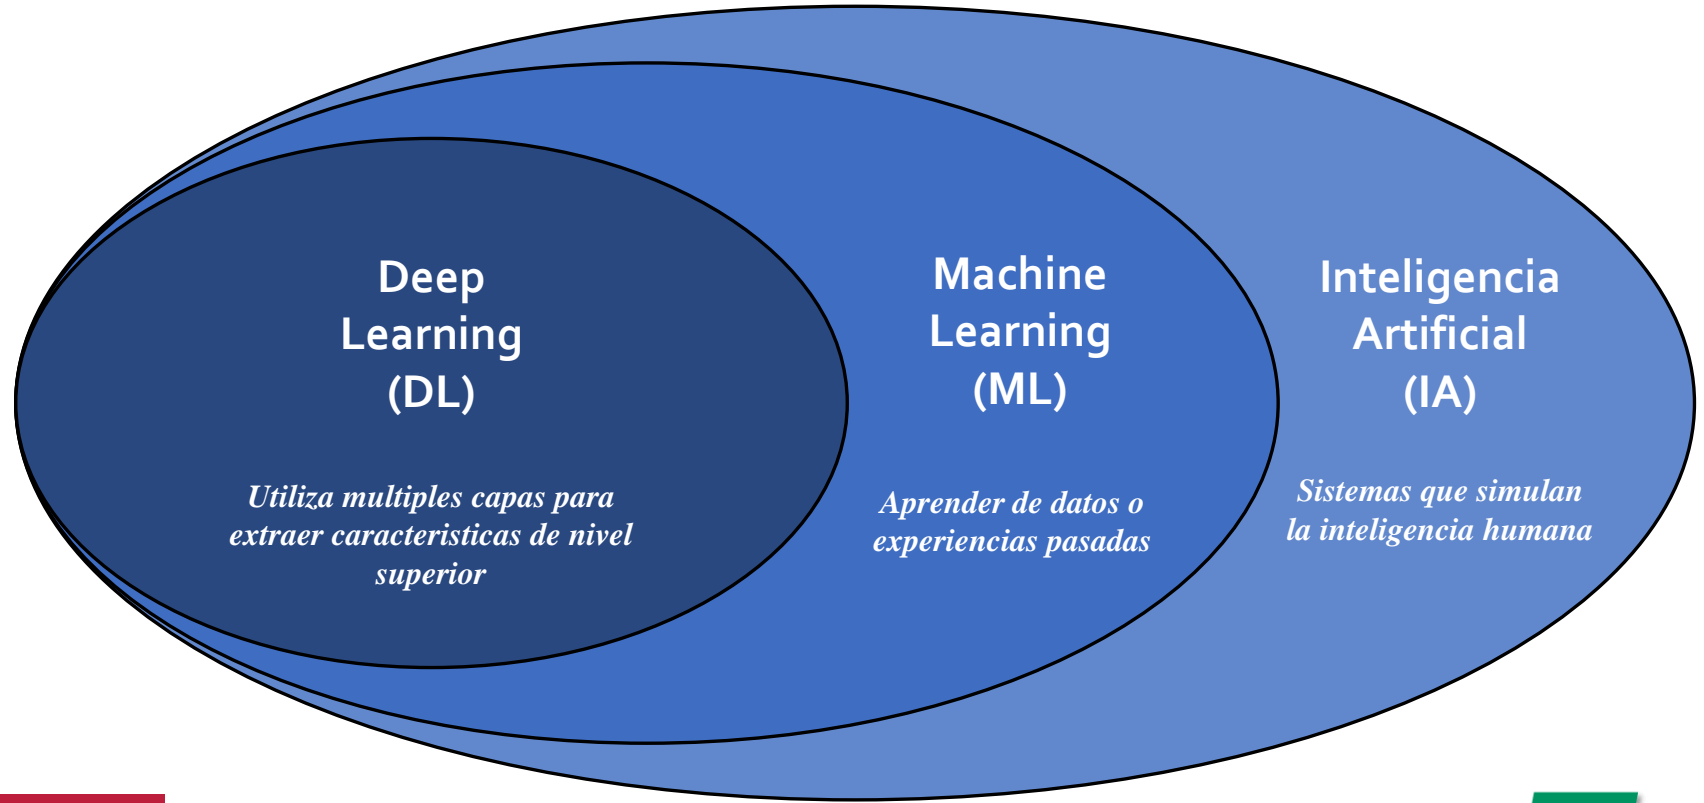 Deep
Learning
(DL)
Utiliza multiples capas para
extraer caracteristicas de nivel
superior
Machine
Learning
(ML)
Aprender de datos o
experiencias pasadas
Inteligencia
Artificial
(IA)
Sistemas que simulan
la inteligencia humana